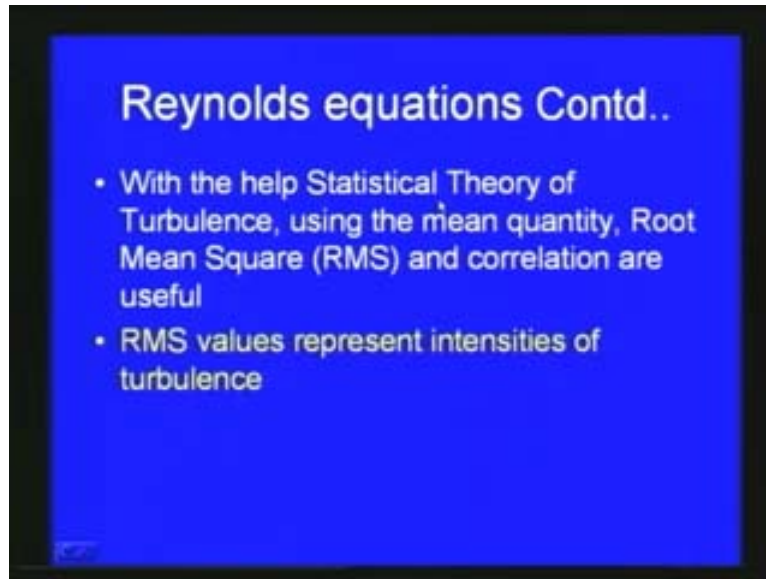 Reynolds equations Contd..
• With the help Statistical Theory of
Turbulence, using the mean quantity, Root
Mean Square (RMS) and correlation are
useful
• RMS values represent intensities of
turbulence